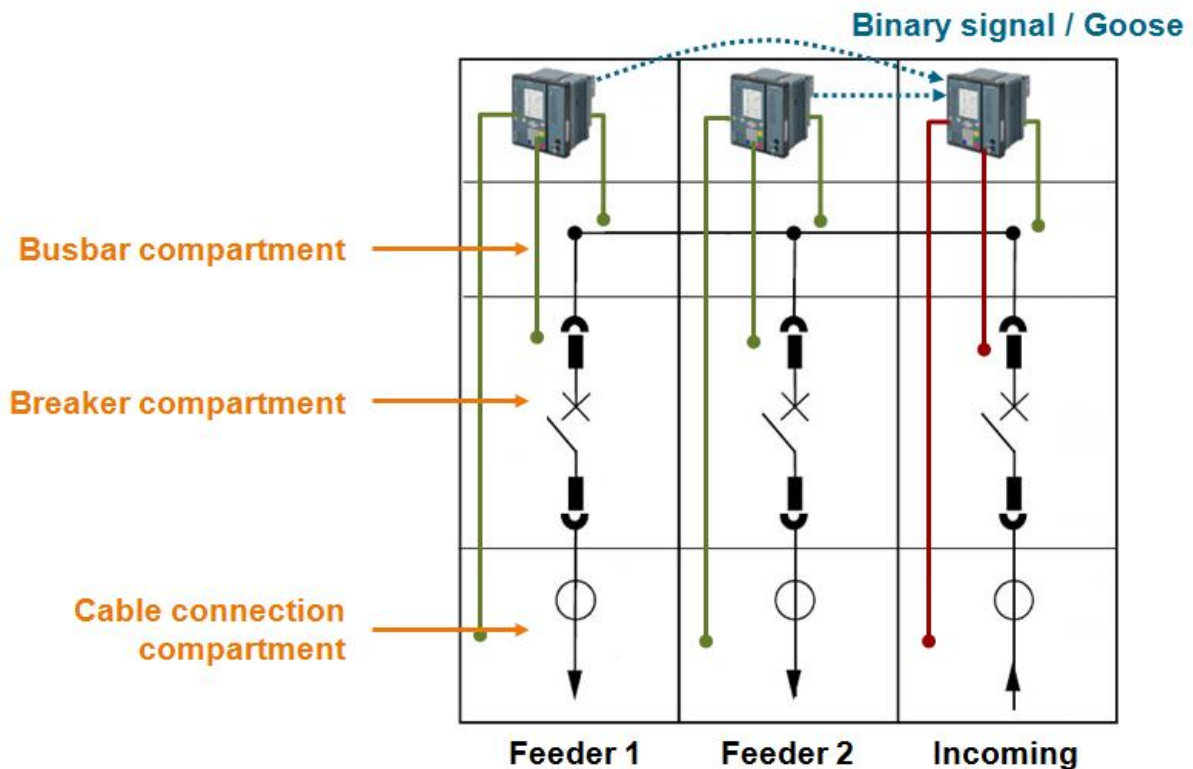 Binary signal / Goose
Busbar compartment
Breaker compartment
Cable connection
compartment
Feeder 1
Feeder 2
Incoming